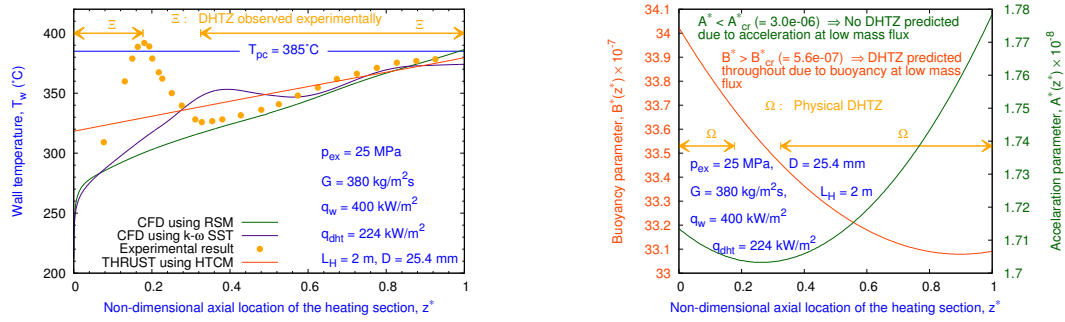 Ξ
Ξ : DHTZ observed experimentally
Ξ
T_pc = 385°C
Wall temperature, T_w (°C)
400
350
300
250
200
p_ex = 25 MPa
G = 380 kg/m²s
q_w = 400 kW/m²
q_dht = 224 kW/m²
L_H = 2 m, D = 25.4 mm
CFD using RSM
CFD using k-ω SST
Experimental result
THRUST using HTCM
0 0.2 0.4 0.6 0.8 1
Non-dimensional axial location of the heating section, z*
Buoyancy parameter, B*(z*) × 10⁻⁷
34.1
34
33.9
33.8
33.7
33.6
33.5
33.4
33.3
33.2
33.1
33
A* < A*_cr (= 3.0e-06) ⇒ No DHTZ predicted
due to acceleration at low mass flux
B* > B*_cr (= 5.6e-07) ⇒ DHTZ predicted
throughout due to buoyancy at low mass
flux
Ω : Physical DHTZ
Ω
Ω
p_ex = 25 MPa, D = 25.4 mm
G = 380 kg/m²s, L_H = 2 m
q_w = 400 kW/m²
q_dht = 224 kW/m²
1.78
1.77
1.76
1.75
1.74
1.73
1.72
1.71
1.7
Accleration parameter, A*(z*) × 10⁻⁸
0 0.2 0.4 0.6 0.8 1
Non-dimensional axial location of the heating section, z*